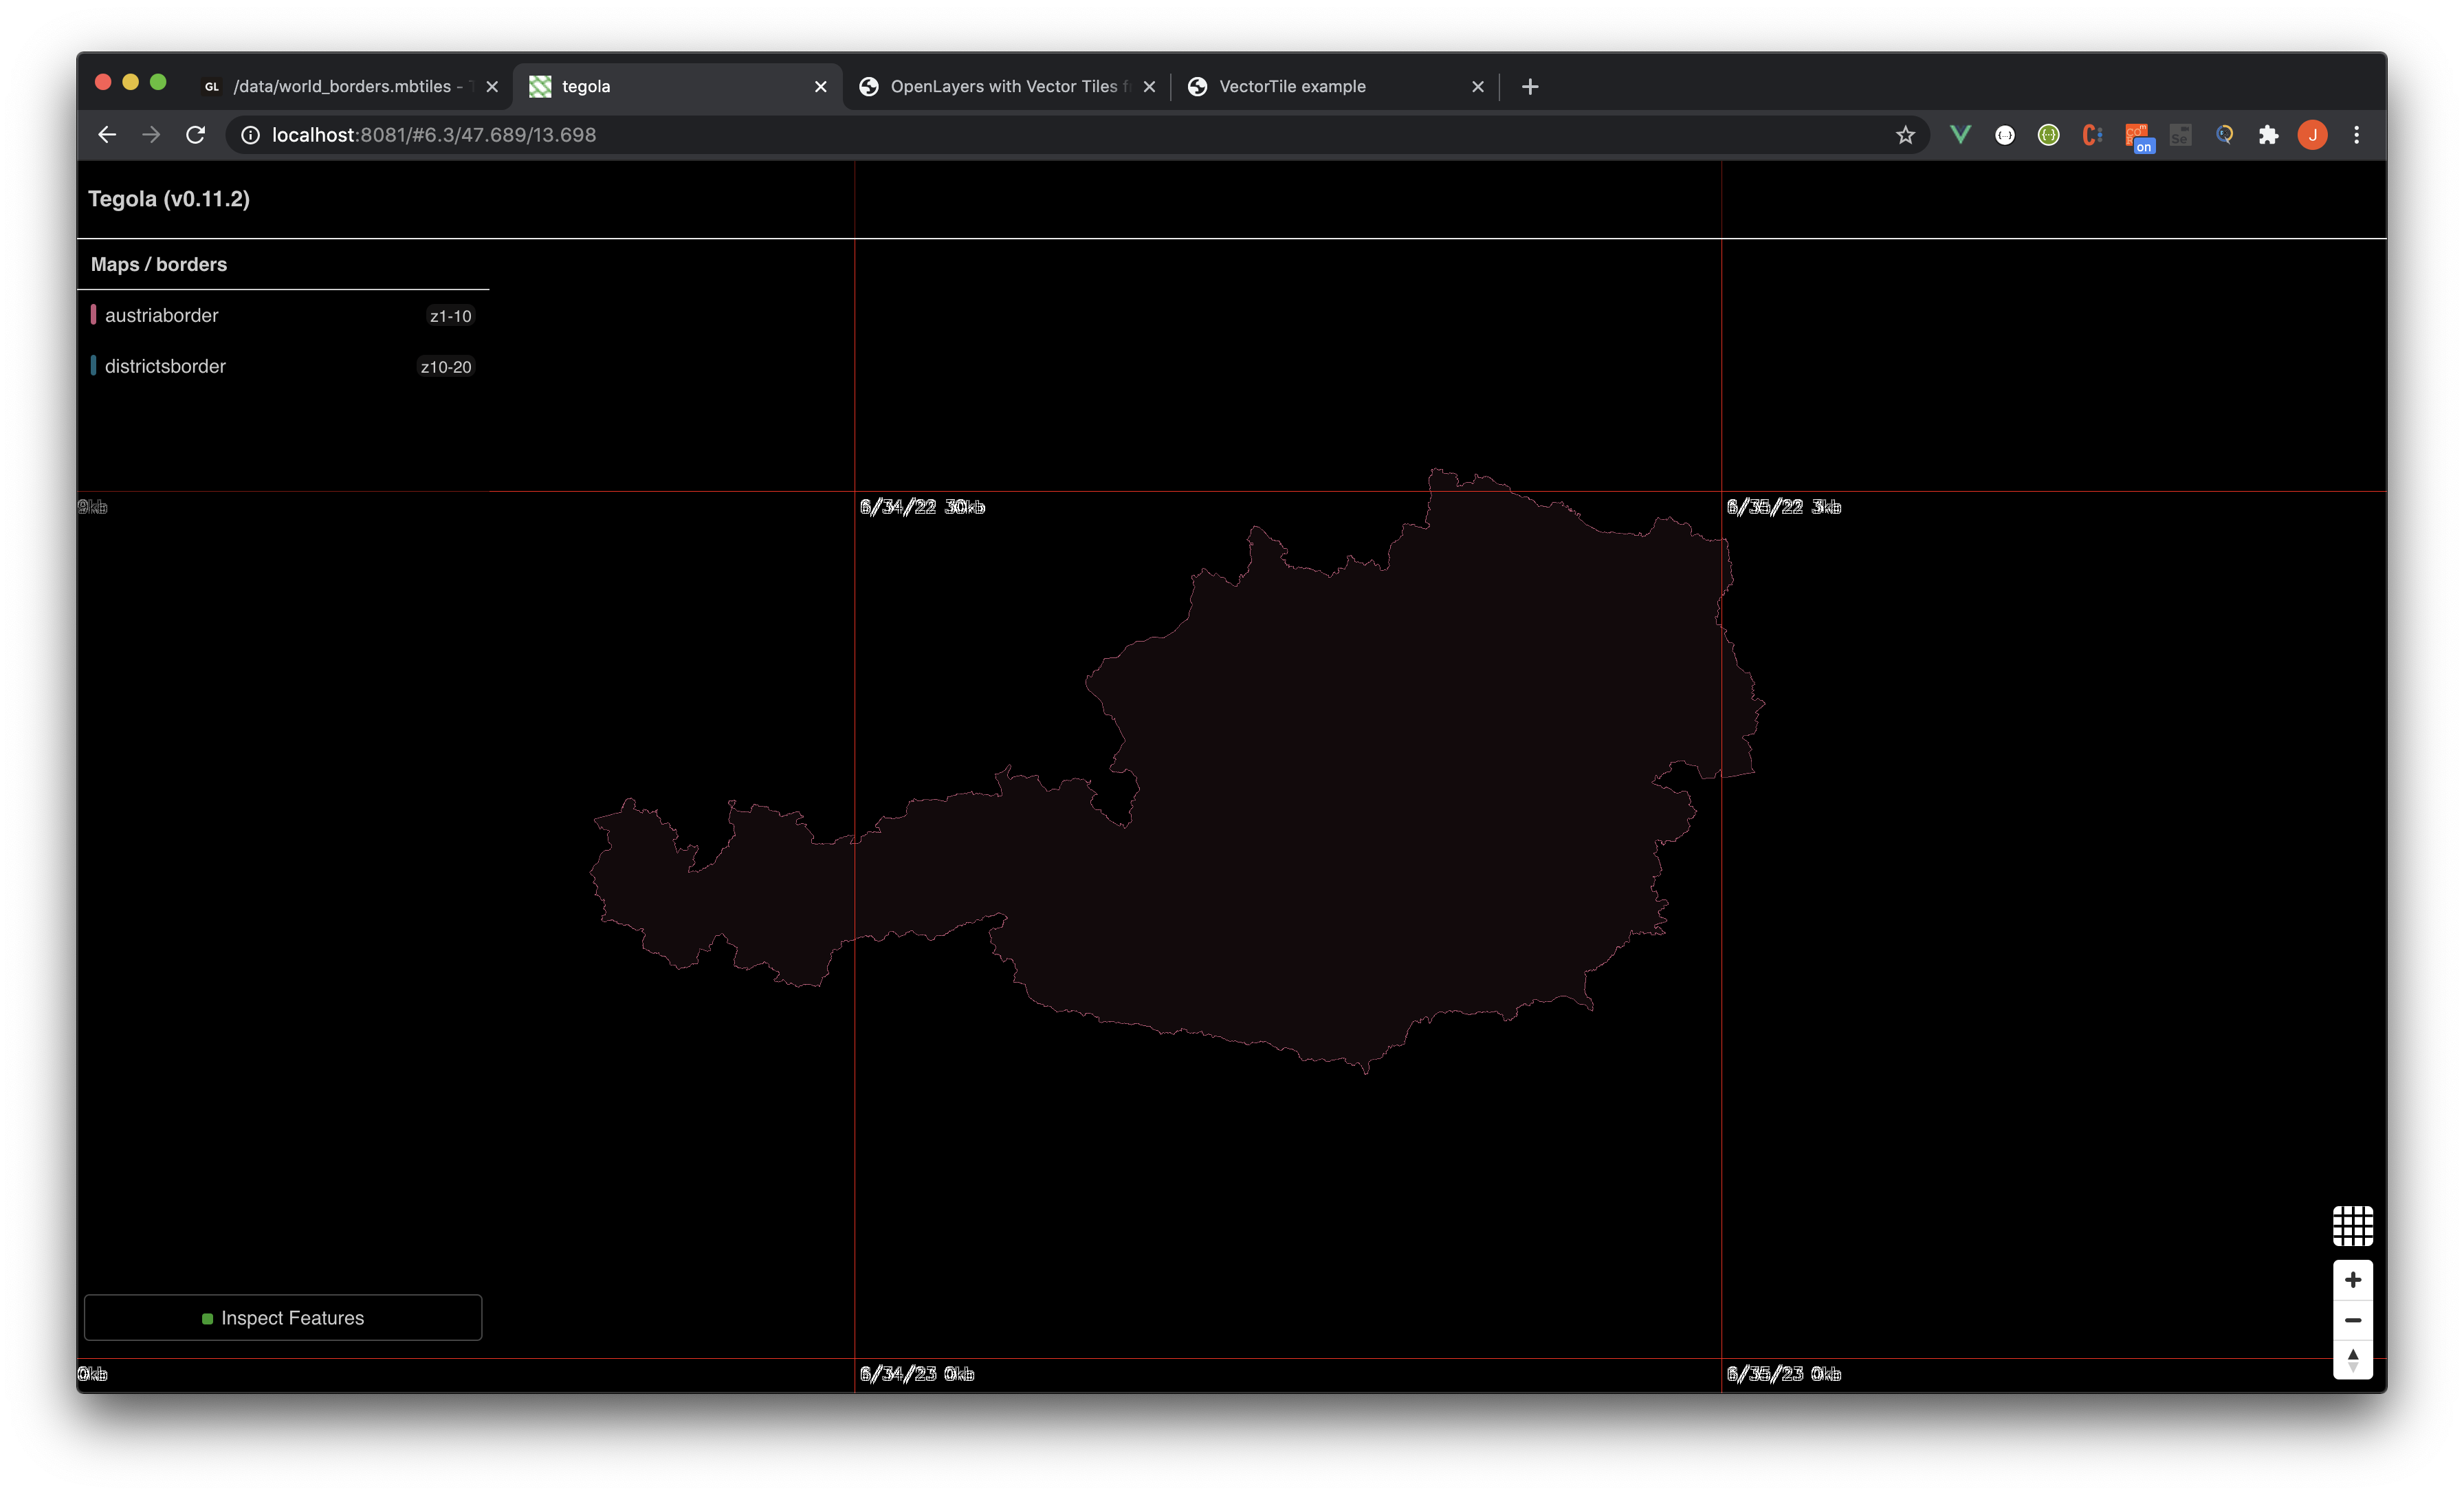 GL /data/world_borders.mbtiles - tegola OpenLayers with Vector Tiles VectorTile example
localhost:8081/#6.3/47.689/13.698
on J
Tegola (v0.11.2)
Maps / borders
austriaborder z1-10
districtsborder z10-20
6/34/22 30kb 6/35/22 3kb
Inspect Features
0kb 6/34/23 0kb 6/35/23 0kb